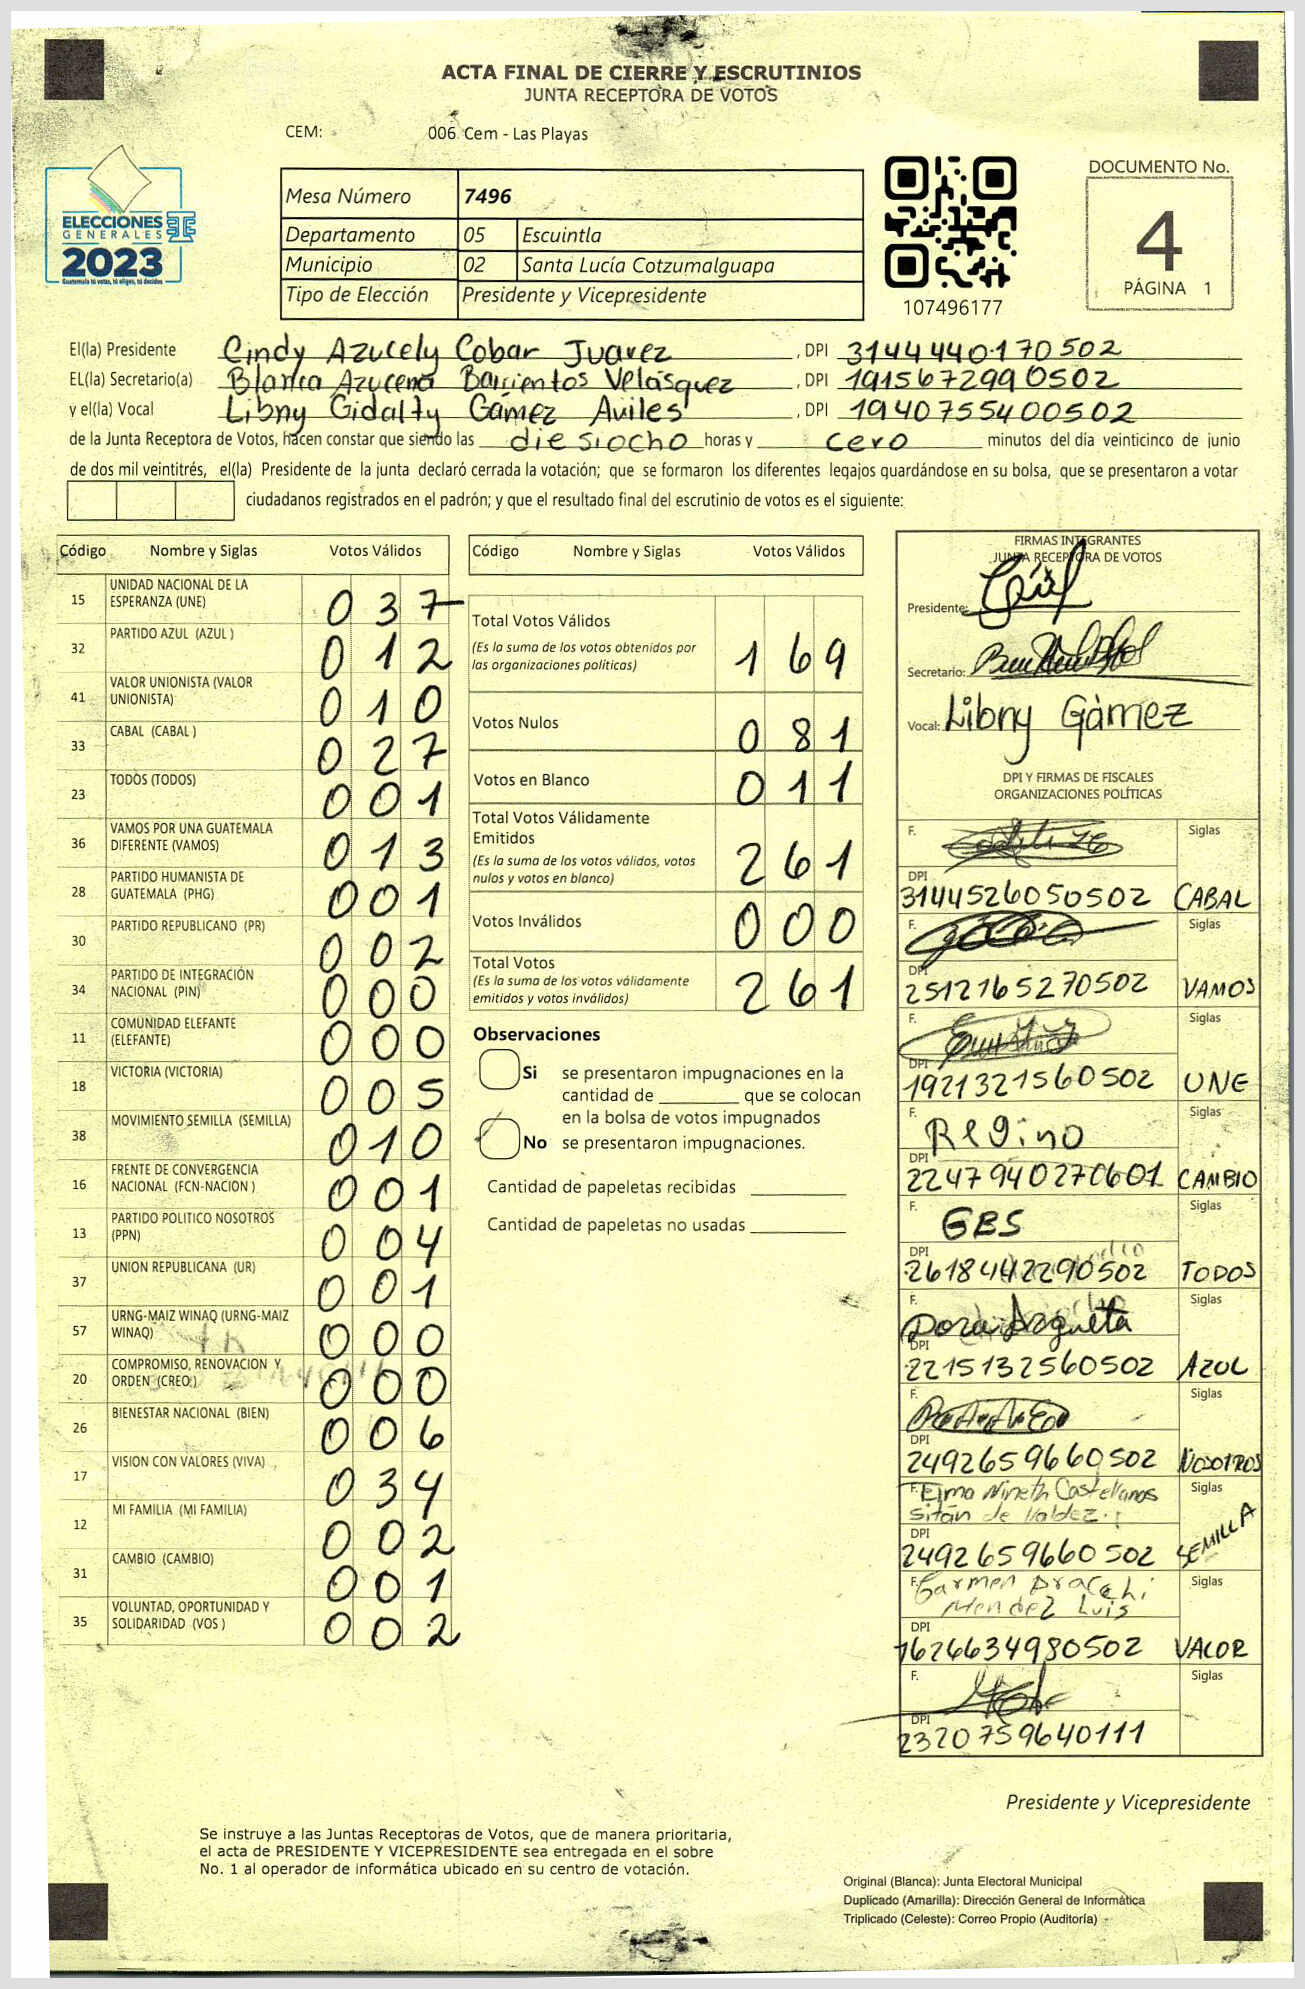 ACTA FINAL DE CIERRE Y ESCRUTINIOS
JUNTA RECEPTORA DE VOTOS
CEM: 006 Cem - Las Playas
ELECCIONES
GENERALES
2023
Guatemala tú votas, tú eliges, tú decides
Mesa Número 7496
Departamento 05 Escuintla
Municipio 02 Santa Lucía Cotzumalguapa
Tipo de Elección Presidente y Vicepresidente
107496177
DOCUMENTO No.
4
PÁGINA 1
El(la) Presidente Cindy Azucely Cobar Juarez , DPI 3144440170502
EL(la) Secretario(a) Blanca Azucena Barrientos Velásquez , DPI 1915672990502
y el(la) Vocal Libny Gidalty Gámez Aviles , DPI 1940755400502
de la Junta Receptora de Votos, hacen constar que siendo las diesiocho horas y cero minutos del día veinticinco de junio
de dos mil veintitrés, el(la) Presidente de la junta declaró cerrada la votación; que se formaron los diferentes legajos quardándose en su bolsa, que se presentaron a votar
ciudadanos registrados en el padrón; y que el resultado final del escrutinio de votos es el siguiente:
Código Nombre y Siglas Votos Válidos
15 UNIDAD NACIONAL DE LA ESPERANZA (UNE) 037
32 PARTIDO AZUL (AZUL ) 012
41 VALOR UNIONISTA (VALOR UNIONISTA) 010
33 CABAL (CABAL ) 027
23 TODOS (TODOS) 001
36 VAMOS POR UNA GUATEMALA DIFERENTE (VAMOS) 013
28 PARTIDO HUMANISTA DE GUATEMALA (PHG) 001
30 PARTIDO REPUBLICANO (PR) 002
34 PARTIDO DE INTEGRACIÓN NACIONAL (PIN) 000
11 COMUNIDAD ELEFANTE (ELEFANTE) 000
18 VICTORIA (VICTORIA) 005
38 MOVIMIENTO SEMILLA (SEMILLA) 010
16 FRENTE DE CONVERGENCIA NACIONAL (FCN-NACION ) 001
13 PARTIDO POLITICO NOSOTROS (PPN) 004
37 UNION REPUBLICANA (UR) 001
57 URNG-MAIZ WINAQ (URNG-MAIZ WINAQ) 000
20 COMPROMISO, RENOVACION Y ORDEN (CREO ) 000
26 BIENESTAR NACIONAL (BIEN) 006
17 VISION CON VALORES (VIVA) 034
12 MI FAMILIA (MI FAMILIA) 002
31 CAMBIO (CAMBIO) 001
35 VOLUNTAD, OPORTUNIDAD Y SOLIDARIDAD (VOS ) 002
Código Nombre y Siglas Votos Válidos
Total Votos Válidos 169
(Es la suma de los votos obtenidos por
las organizaciones politicas)
Votos Nulos 081
Votos en Blanco 011
Total Votos Válidamente
Emitidos 261
(Es la suma de los votos válidos, votos
nulos y votos en blanco)
Votos Inválidos 000
Total Votos 261
(Es la suma de los votos válidamente
emitidos y votos inválidos)
Observaciones
Si se presentaron impugnaciones en la
cantidad de ________ que se colocan
en la bolsa de votos impugnados
No se presentaron impugnaciones.
Cantidad de papeletas recibidas
Cantidad de papeletas no usadas
FIRMAS INTEGRANTES
JUNTA RECEPTORA DE VOTOS
Presidente:
Secretario:
Vocal: Libny Gámez
DPI Y FIRMAS DE FISCALES
ORGANIZACIONES POLÍTICAS
F. Siglas
DPI
3144526050502 CABAL
F. Siglas
DPI
2512165270502 VAMOS
F. Siglas
DPI
1921321560502 UNE
F. Regino Siglas
DPI
2247940270601 CAMBIO
F. GBS Siglas
DPI
2618442290502 TODOS
F. Dora Argueta Siglas
DPI
2215132560502 AZUL
F. Siglas
DPI
2492659660502 NOSOTROS
F. Elma Nineth Castellanos Siglas
Sitán de Valdez
DPI
2492659660502 SEMILLA
F. Carmen Aracehi Siglas
Mendez Luis
DPI
1626634980502 VALOR
F. Siglas
DPI
2320759640111
Presidente y Vicepresidente
Se instruye a las Juntas Receptoras de Votos, que de manera prioritaria,
el acta de PRESIDENTE Y VICEPRESIDENTE sea entregada en el sobre
No. 1 al operador de informática ubicado en su centro de votación.
Original (Blanca): Junta Electoral Municipal
Duplicado (Amarilla): Dirección General de Informática
Triplicado (Celeste): Correo Propio (Auditoría)